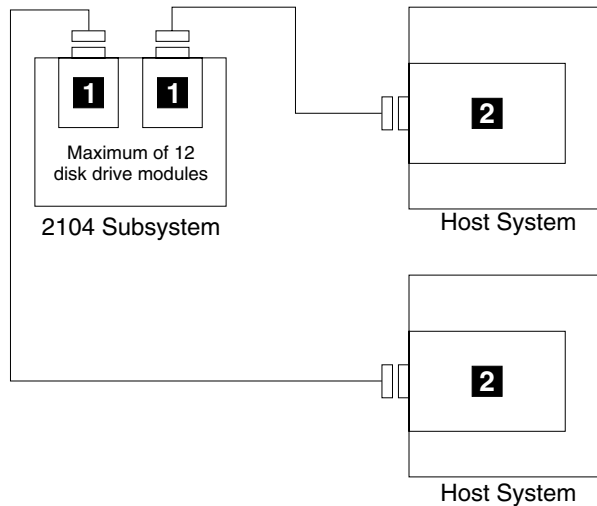 1 1
2
Maximum of 12
disk drive modules
2104 Subsystem
Host System
2
Host System